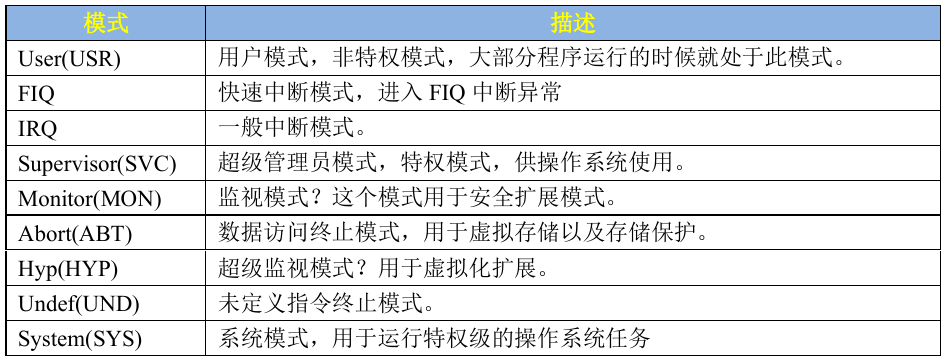 模式 描述
User(USR) 用户模式，非特权模式，大部分程序运行的时候就处于此模式。
FIQ 快速中断模式，进入 FIQ 中断异常
IRQ 一般中断模式。
Supervisor(SVC) 超级管理员模式，特权模式，供操作系统使用。
Monitor(MON) 监视模式？这个模式用于安全扩展模式。
Abort(ABT) 数据访问终止模式，用于虚拟存储以及存储保护。
Hyp(HYP) 超级监视模式？用于虚拟化扩展。
Undef(UND) 未定义指令终止模式。
System(SYS) 系统模式，用于运行特权级的操作系统任务